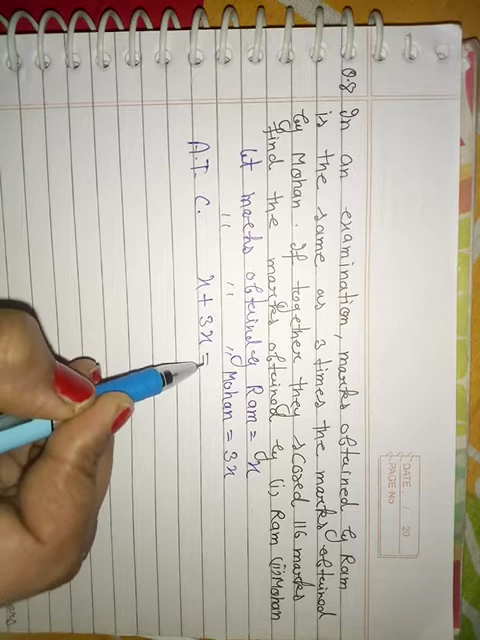 DATE / 20
PAGE No
Q.8 In an examination, marks obtained by Ram
is the same as 3 times the marks obtained
by Mohan. If together they scored 116 marks
find the marks obtained by (i) Ram (ii) Mohan
let marks obtaind by Ram = x
" " " Mohan = 3x
A.T.C. x + 3x =